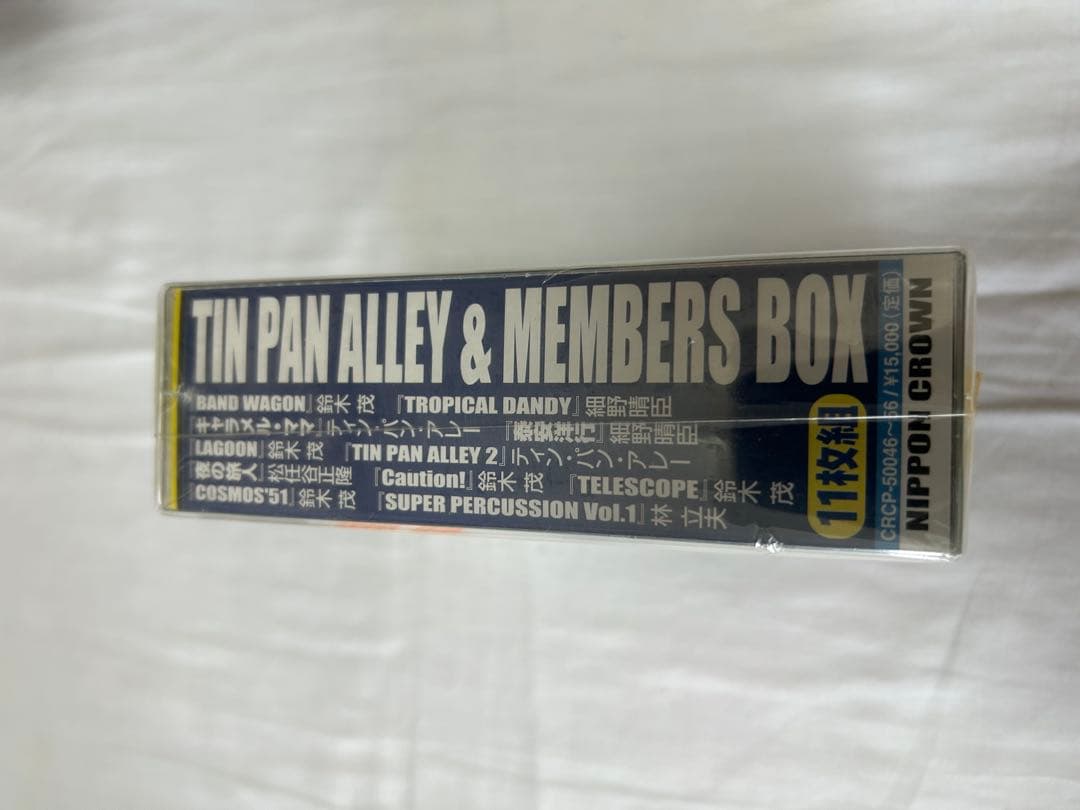 TIN PAN ALLEY & MEMBERS BOX
BAND WAGON』鈴木 茂 『TROPICAL DANDY』細野晴臣
キャラメル・ママ』ティン・パン・アレー 『泰安洋行』細野晴臣
LAGOON』鈴木 茂 『TIN PAN ALLEY 2』ティン・パン・アレー
夜の旅人』松任谷正隆 『Caution!』鈴木 茂 『TELESCOPE』鈴木 茂
COSMOS'51』鈴木 茂 『SUPER PERCUSSION Vol.1』林 立夫
11枚組
CRCP-50046〜56/¥15,000(定価)
NIPPON CROWN